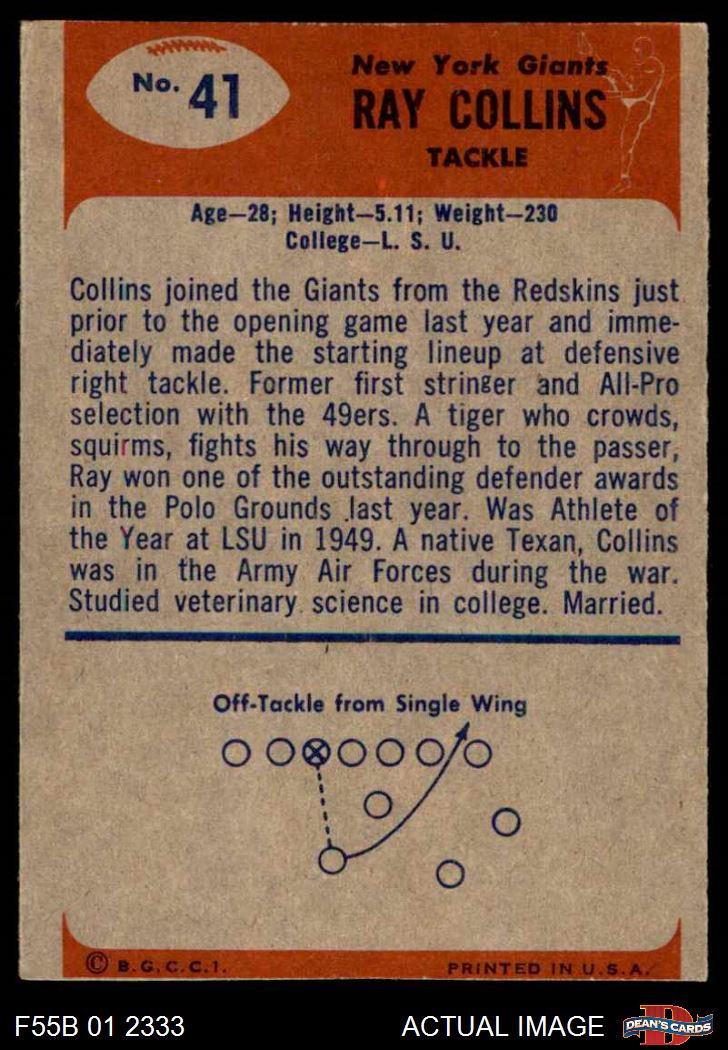 No. 41
New York Giants
RAY COLLINS
TACKLE
Age—28; Height—5.11; Weight—230
College—L. S. U.
Collins joined the Giants from the Redskins just
prior to the opening game last year and imme-
diately made the starting lineup at defensive
right tackle. Former first stringer and All-Pro
selection with the 49ers. A tiger who crowds,
squirms, fights his way through to the passer,
Ray won one of the outstanding defender awards
in the Polo Grounds last year. Was Athlete of
the Year at LSU in 1949. A native Texan, Collins
was in the Army Air Forces during the war.
Studied veterinary science in college. Married.
Off-Tackle from Single Wing
© B.G.C.C.I.
PRINTED IN U.S.A.
F55B 01 2333
ACTUAL IMAGE
D
DEAN'S CARDS